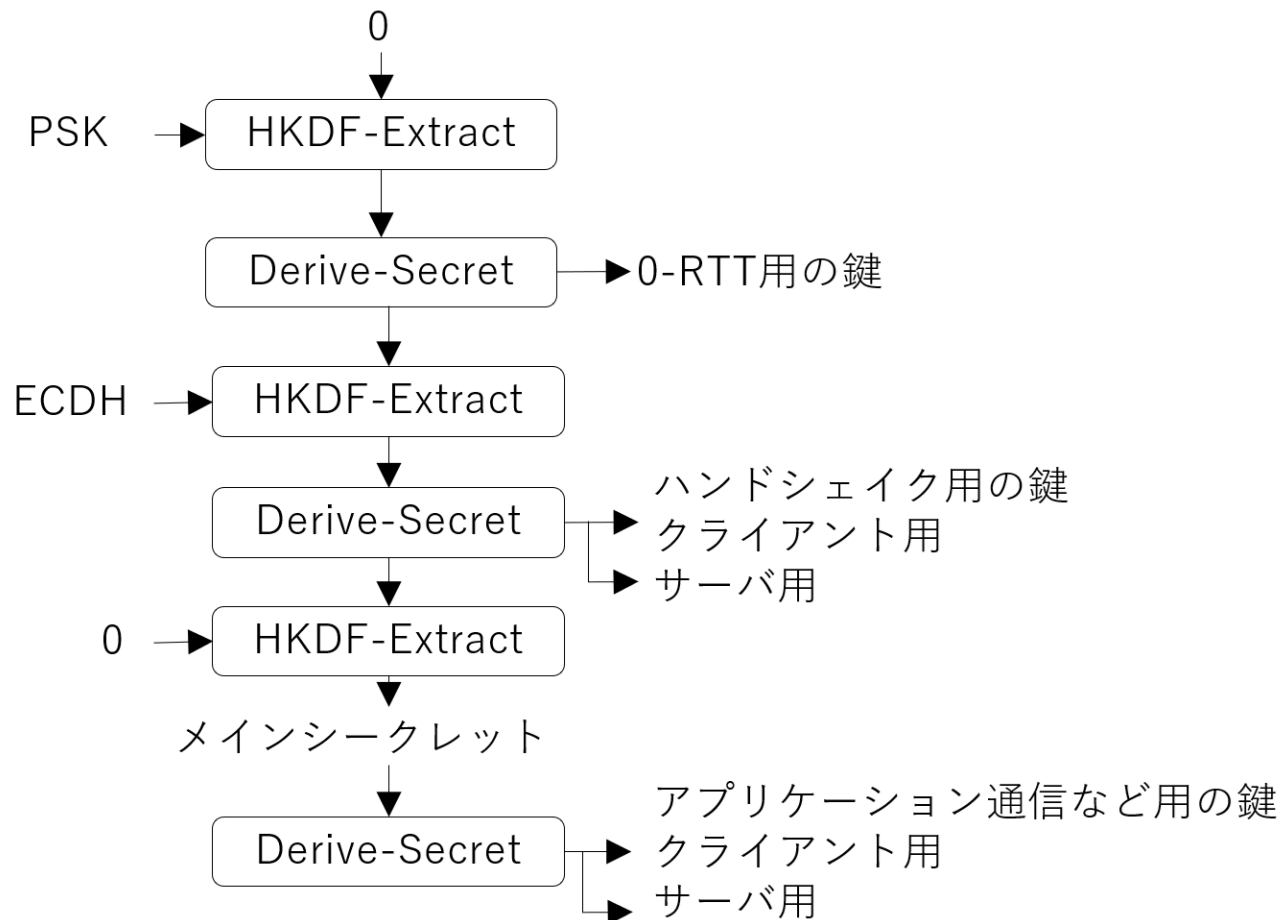 0
PSK
HKDF-Extract
Derive-Secret
0-RTT用の鍵
ECDH
HKDF-Extract
Derive-Secret
ハンドシェイク用の鍵
クライアント用
サーバ用
0
HKDF-Extract
メインシークレット
Derive-Secret
アプリケーション通信など用の鍵
クライアント用
サーバ用